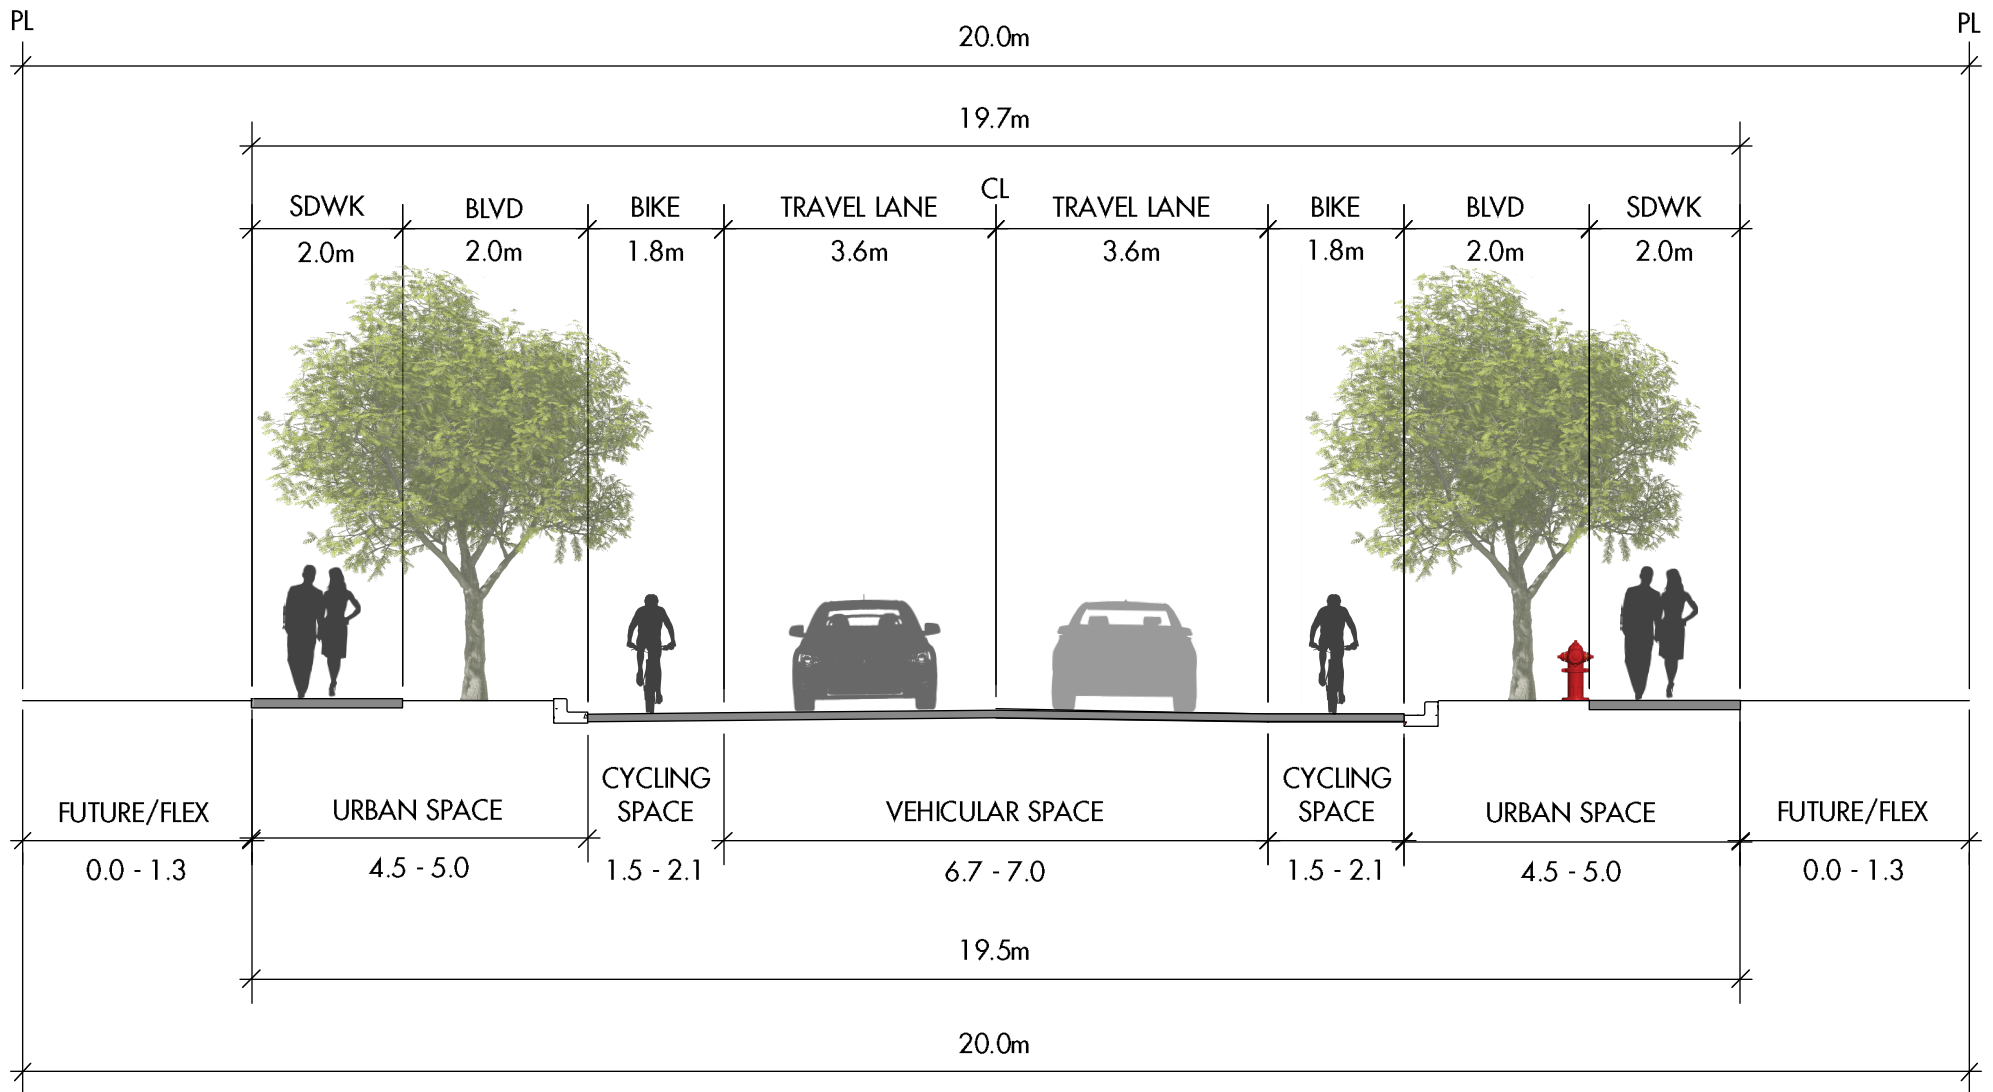 PL
PL
20.0m
19.7m
CL
SDWK
BLVD
BIKE
TRAVEL LANE
TRAVEL LANE
BIKE
BLVD
SDWK
2.0m
2.0m
1.8m
3.6m
3.6m
1.8m
2.0m
2.0m
FUTURE/FLEX
URBAN SPACE
CYCLING
SPACE
VEHICULAR SPACE
CYCLING
SPACE
URBAN SPACE
FUTURE/FLEX
0.0 - 1.3
4.5 - 5.0
1.5 - 2.1
6.7 - 7.0
1.5 - 2.1
4.5 - 5.0
0.0 - 1.3
19.5m
20.0m